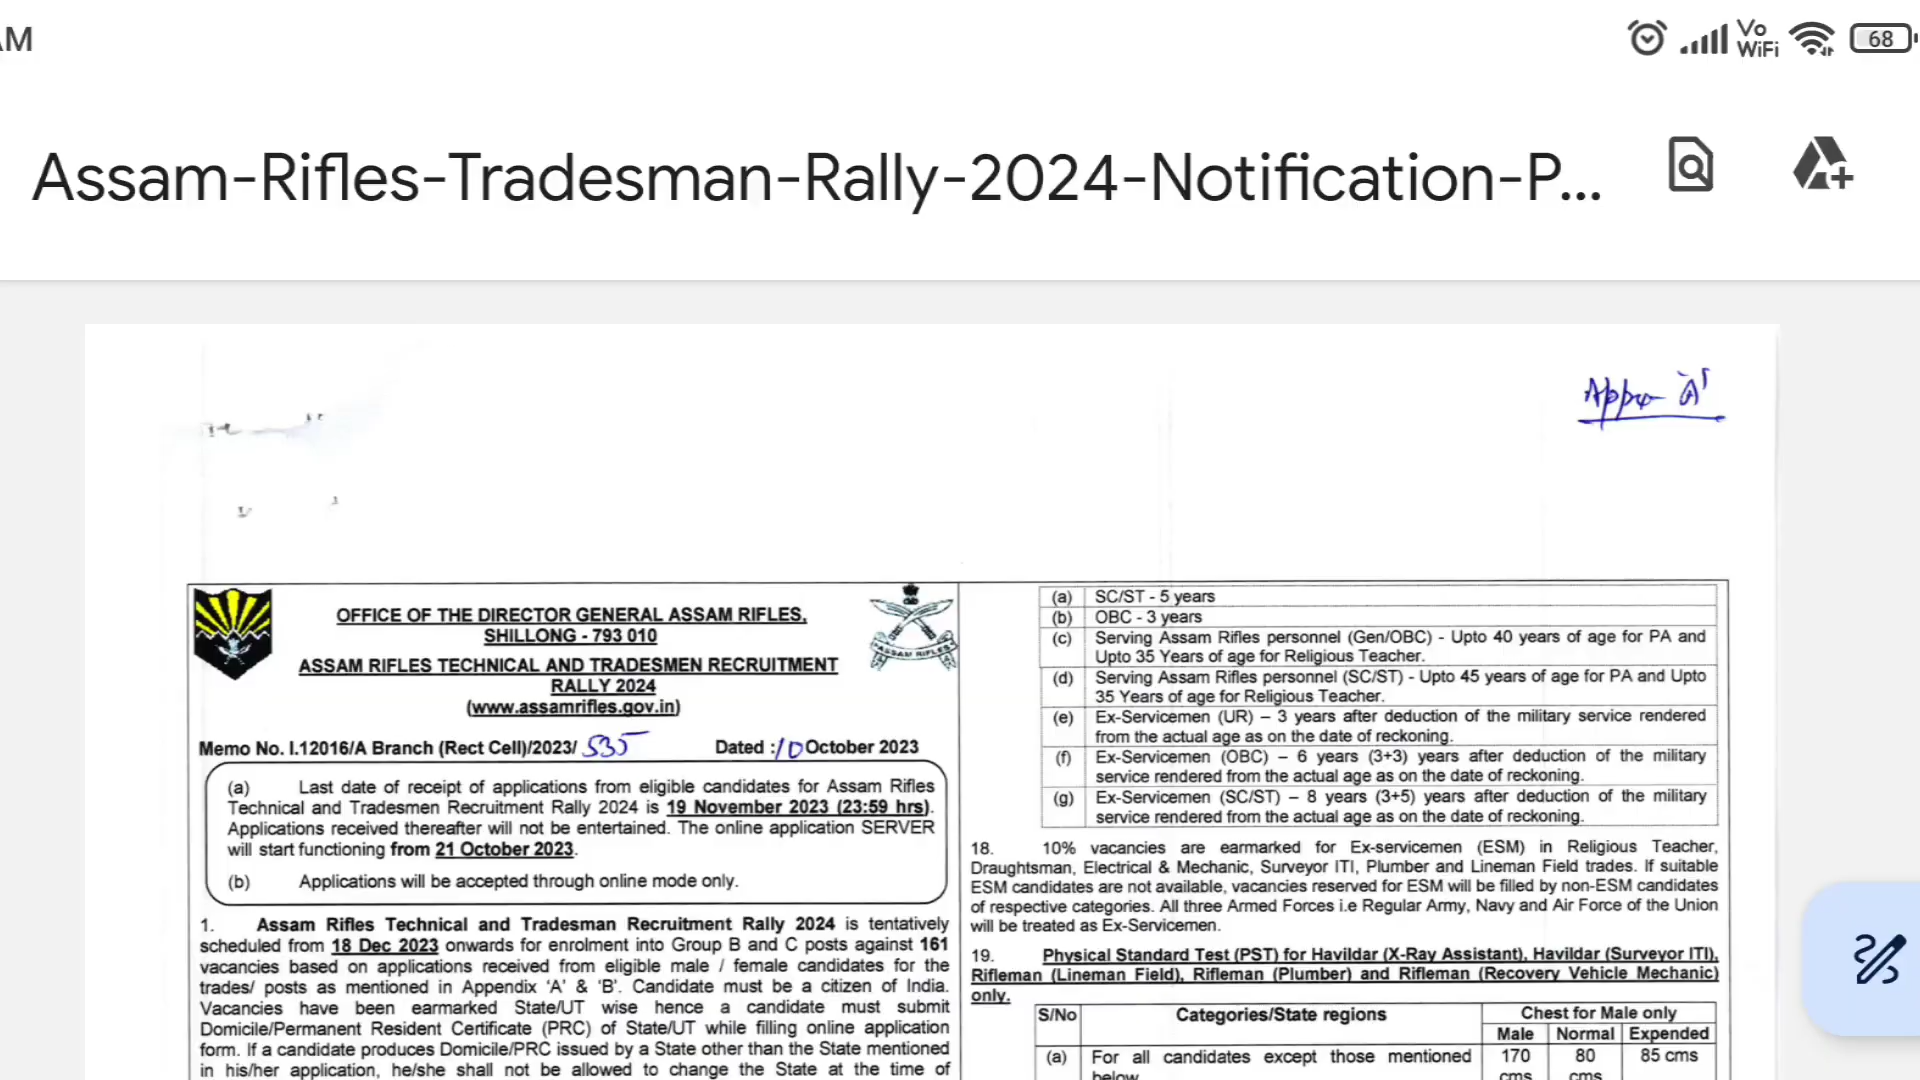 AM
Vo
WiFi
68
Assam-Rifles-Tradesman-Rally-2024-Notification-P...
Appx 'A'
OFFICE OF THE DIRECTOR GENERAL ASSAM RIFLES,
SHILLONG - 793 010
ASSAM RIFLES TECHNICAL AND TRADESMEN RECRUITMENT
RALLY 2024
(www.assamrifles.gov.in)
ASSAM RIFLES
Memo No. I.12016/A Branch (Rect Cell)/2023/ 535 Dated :10 October 2023
(a) Last date of receipt of applications from eligible candidates for Assam Rifles
Technical and Tradesmen Recruitment Rally 2024 is 19 November 2023 (23:59 hrs).
Applications received thereafter will not be entertained. The online application SERVER
will start functioning from 21 October 2023.
(b) Applications will be accepted through online mode only.
1. Assam Rifles Technical and Tradesman Recruitment Rally 2024 is tentatively
scheduled from 18 Dec 2023 onwards for enrolment into Group B and C posts against 161
vacancies based on applications received from eligible male / female candidates for the
trades/ posts as mentioned in Appendix 'A' & 'B'. Candidate must be a citizen of India.
Vacancies have been earmarked State/UT wise hence a candidate must submit
Domicile/Permanent Resident Certificate (PRC) of State/UT while filling online application
form. If a candidate produces Domicile/PRC issued by a State other than the State mentioned
in his/her application, he/she shall not be allowed to change the State at the time of
(a) SC/ST - 5 years
(b) OBC - 3 years
(c) Serving Assam Rifles personnel (Gen/OBC) - Upto 40 years of age for PA and
Upto 35 Years of age for Religious Teacher.
(d) Serving Assam Rifles personnel (SC/ST) - Upto 45 years of age for PA and Upto
35 Years of age for Religious Teacher.
(e) Ex-Servicemen (UR) – 3 years after deduction of the military service rendered
from the actual age as on the date of reckoning.
(f) Ex-Servicemen (OBC) – 6 years (3+3) years after deduction of the military
service rendered from the actual age as on the date of reckoning.
(g) Ex-Servicemen (SC/ST) – 8 years (3+5) years after deduction of the military
service rendered from the actual age as on the date of reckoning.
18. 10% vacancies are earmarked for Ex-servicemen (ESM) in Religious Teacher,
Draughtsman, Electrical & Mechanic, Surveyor ITI, Plumber and Lineman Field trades. If suitable
ESM candidates are not available, vacancies reserved for ESM will be filled by non-ESM candidates
of respective categories. All three Armed Forces i.e Regular Army, Navy and Air Force of the Union
will be treated as Ex-Servicemen.
19. Physical Standard Test (PST) for Havildar (X-Ray Assistant), Havildar (Surveyor ITI),
Rifleman (Lineman Field), Rifleman (Plumber) and Rifleman (Recovery Vehicle Mechanic)
only.
S/No Categories/State regions Chest for Male only
Male Normal Expended
(a) For all candidates except those mentioned 170 80 85 cms
below cms cms